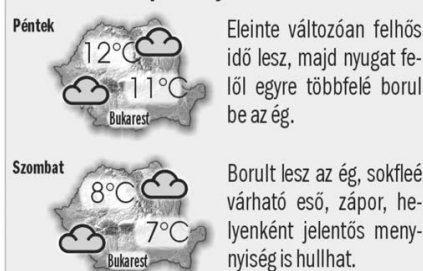 Péntek
12°C
11°C
Bukarest
Eleinte változóan felhős
idő lesz, majd nyugat fe-
lől egyre többfelé borul
be az ég.
Szombat
8°C
7°C
Bukarest
Borult lesz az ég, sokfleé
várható eső, zápor, he-
lyenként jelentős meny-
nyiség is hullhat.